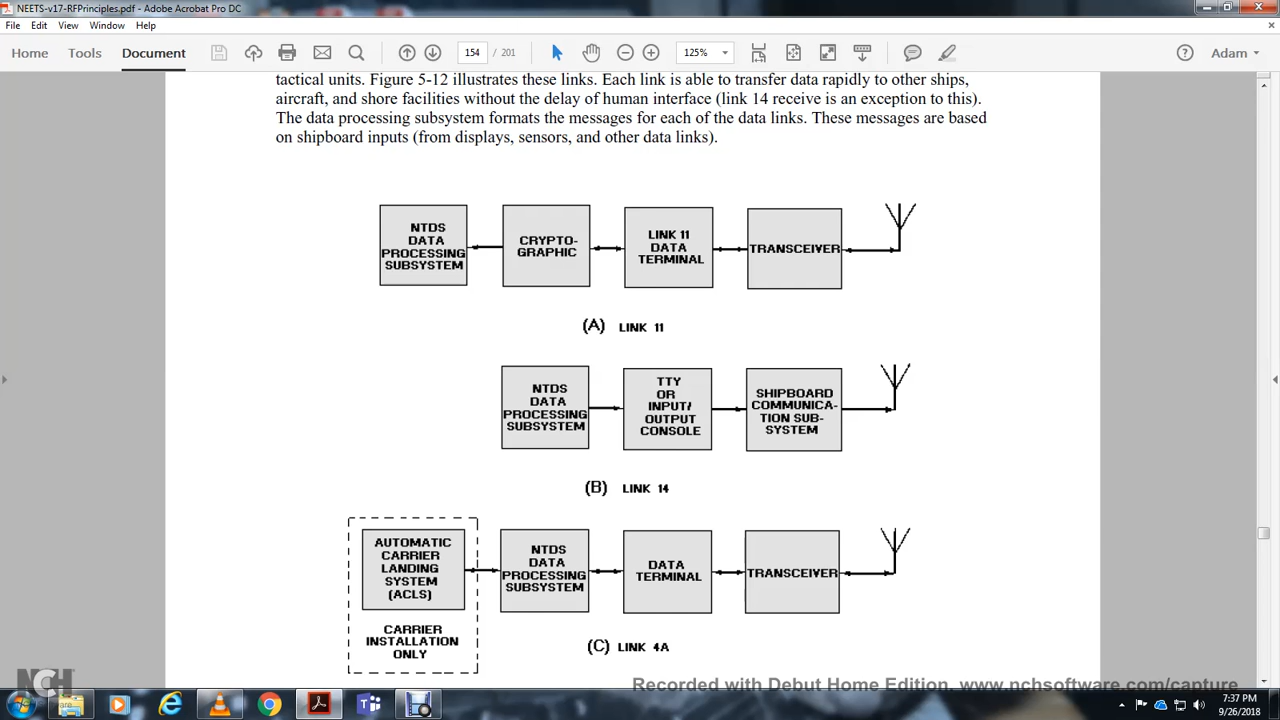 NEETS-v17-RFPrinciples.pdf - Adobe Acrobat Pro DC
File Edit View Window Help
Home Tools Document 154 / 201 125% Adam
tactical units. Figure 5-12 illustrates these links. Each link is able to transfer data rapidly to other ships,
aircraft, and shore facilities without the delay of human interface (link 14 receive is an exception to this).
The data processing subsystem formats the messages for each of the data links. These messages are based
on shipboard inputs (from displays, sensors, and other data links).
NTDS
DATA
PROCESSING
SUBSYSTEM
CRYPTO-
GRAPHIC
LINK 11
DATA
TERMINAL
TRANSCEIVER
(A) LINK 11
NTDS
DATA
PROCESSING
SUBSYSTEM
TTY
OR
INPUT/
OUTPUT
CONSOLE
SHIPBOARD
COMMUNICA-
TION SUB-
SYSTEM
(B) LINK 14
AUTOMATIC
CARRIER
LANDING
SYSTEM
(ACLS)
CARRIER
INSTALLATION
ONLY
NTDS
DATA
PROCESSING
SUBSYSTEM
DATA
TERMINAL
TRANSCEIVER
(C) LINK 4A
NCH
Recorded with Debut Home Edition. www.nchsoftware.com/capture
7:37 PM
9/26/2018